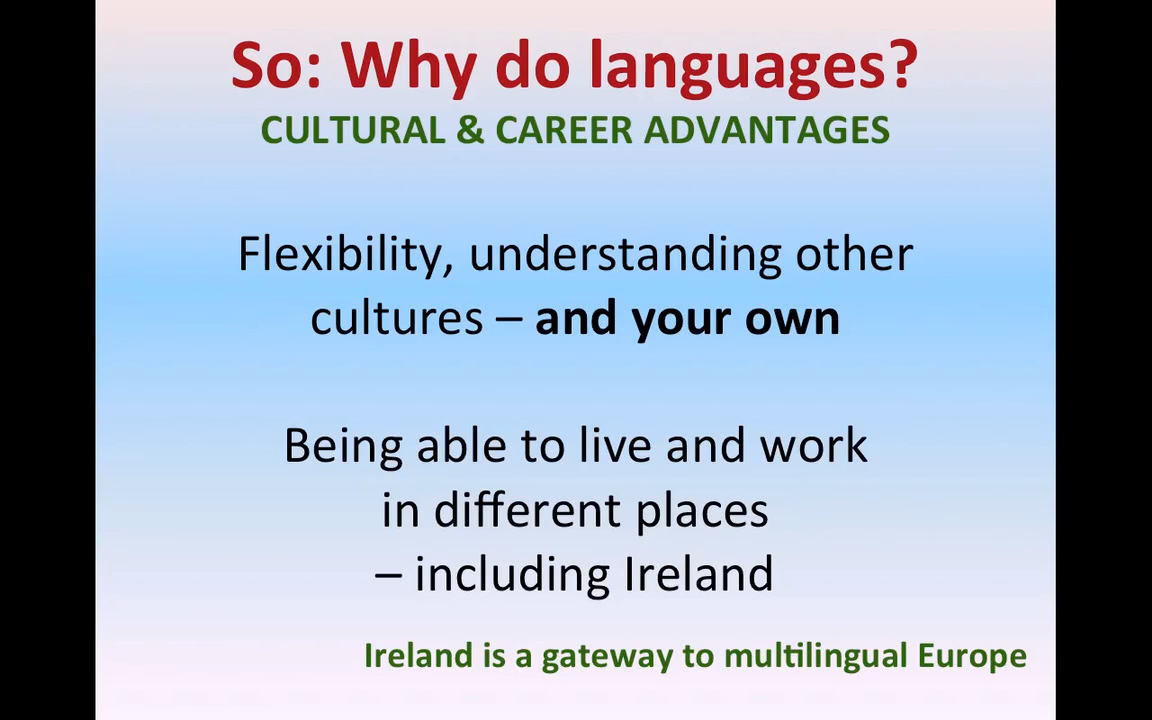 So: Why do languages?
CULTURAL & CAREER ADVANTAGES
Flexibility, understanding other
cultures – and your own
Being able to live and work
in different places
– including Ireland
Ireland is a gateway to multilingual Europe